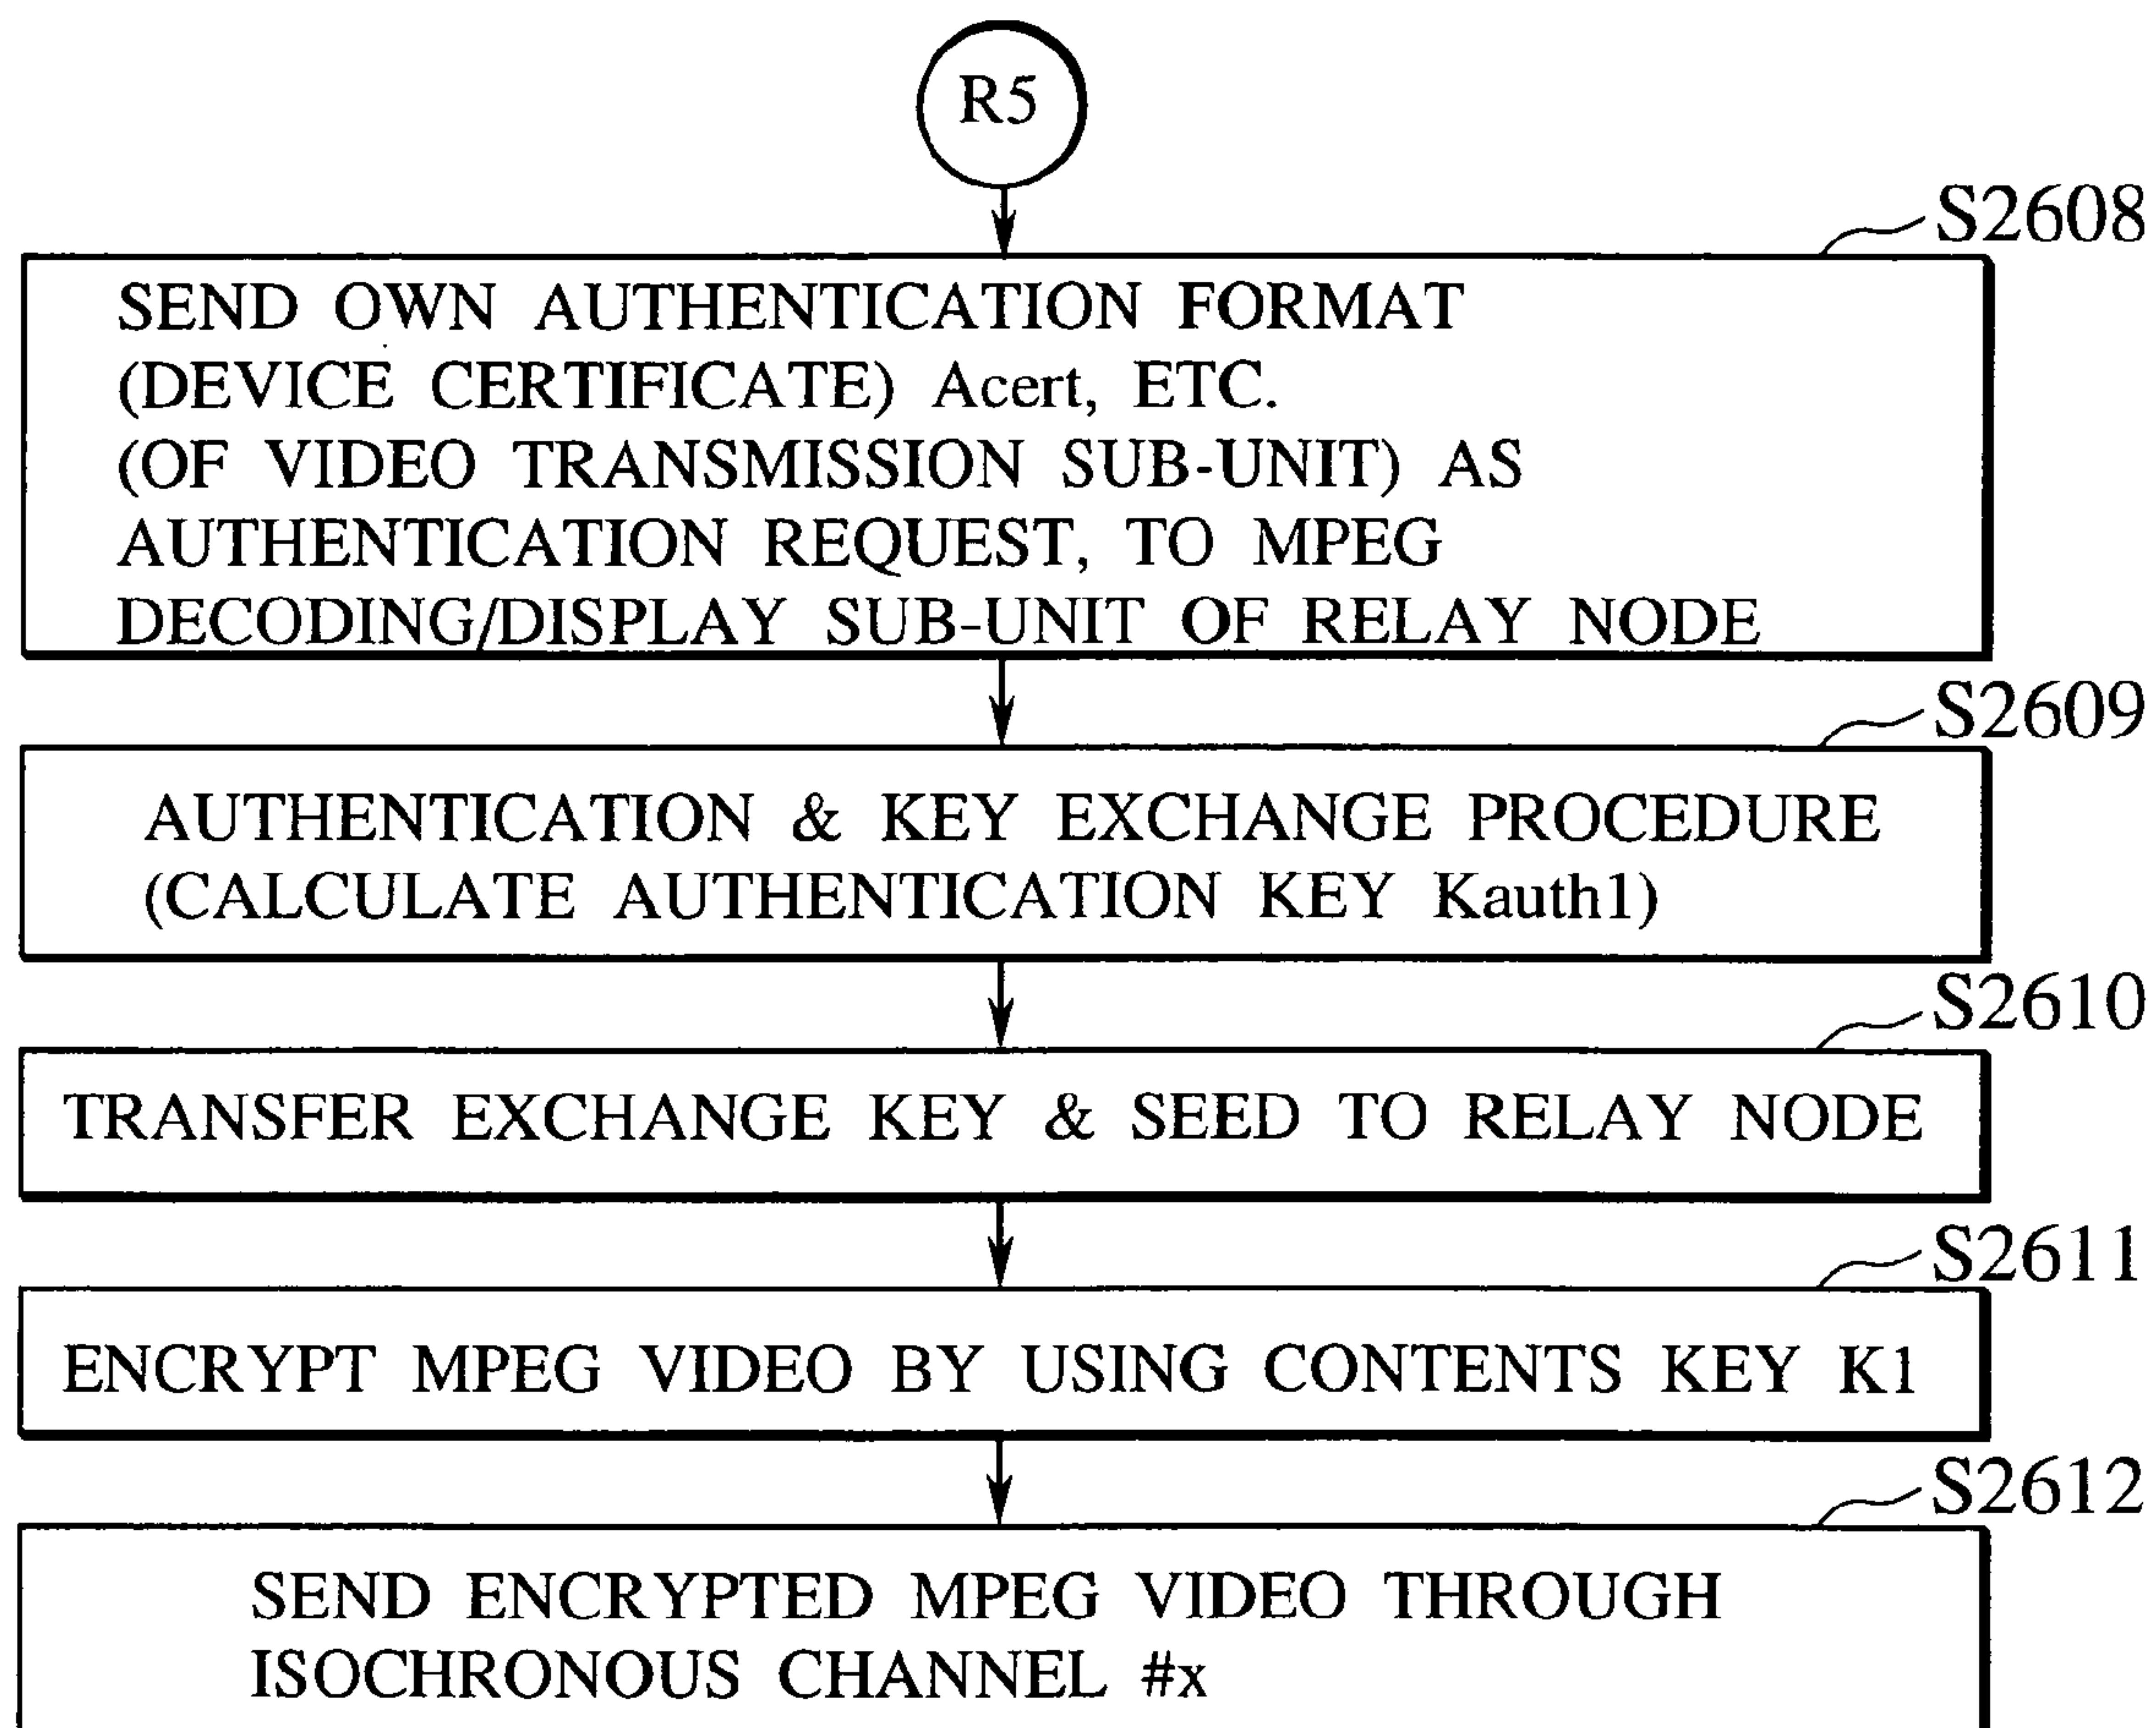 R5
S2608
SEND OWN AUTHENTICATION FORMAT
(DEVICE CERTIFICATE) Acert, ETC.
(OF VIDEO TRANSMISSION SUB-UNIT) AS
AUTHENTICATION REQUEST, TO MPEG
DECODING/DISPLAY SUB-UNIT OF RELAY NODE
S2609
AUTHENTICATION & KEY EXCHANGE PROCEDURE
(CALCULATE AUTHENTICATION KEY Kauth1)
S2610
TRANSFER EXCHANGE KEY & SEED TO RELAY NODE
S2611
ENCRYPT MPEG VIDEO BY USING CONTENTS KEY K1
S2612
SEND ENCRYPTED MPEG VIDEO THROUGH
ISOCHRONOUS CHANNEL #x